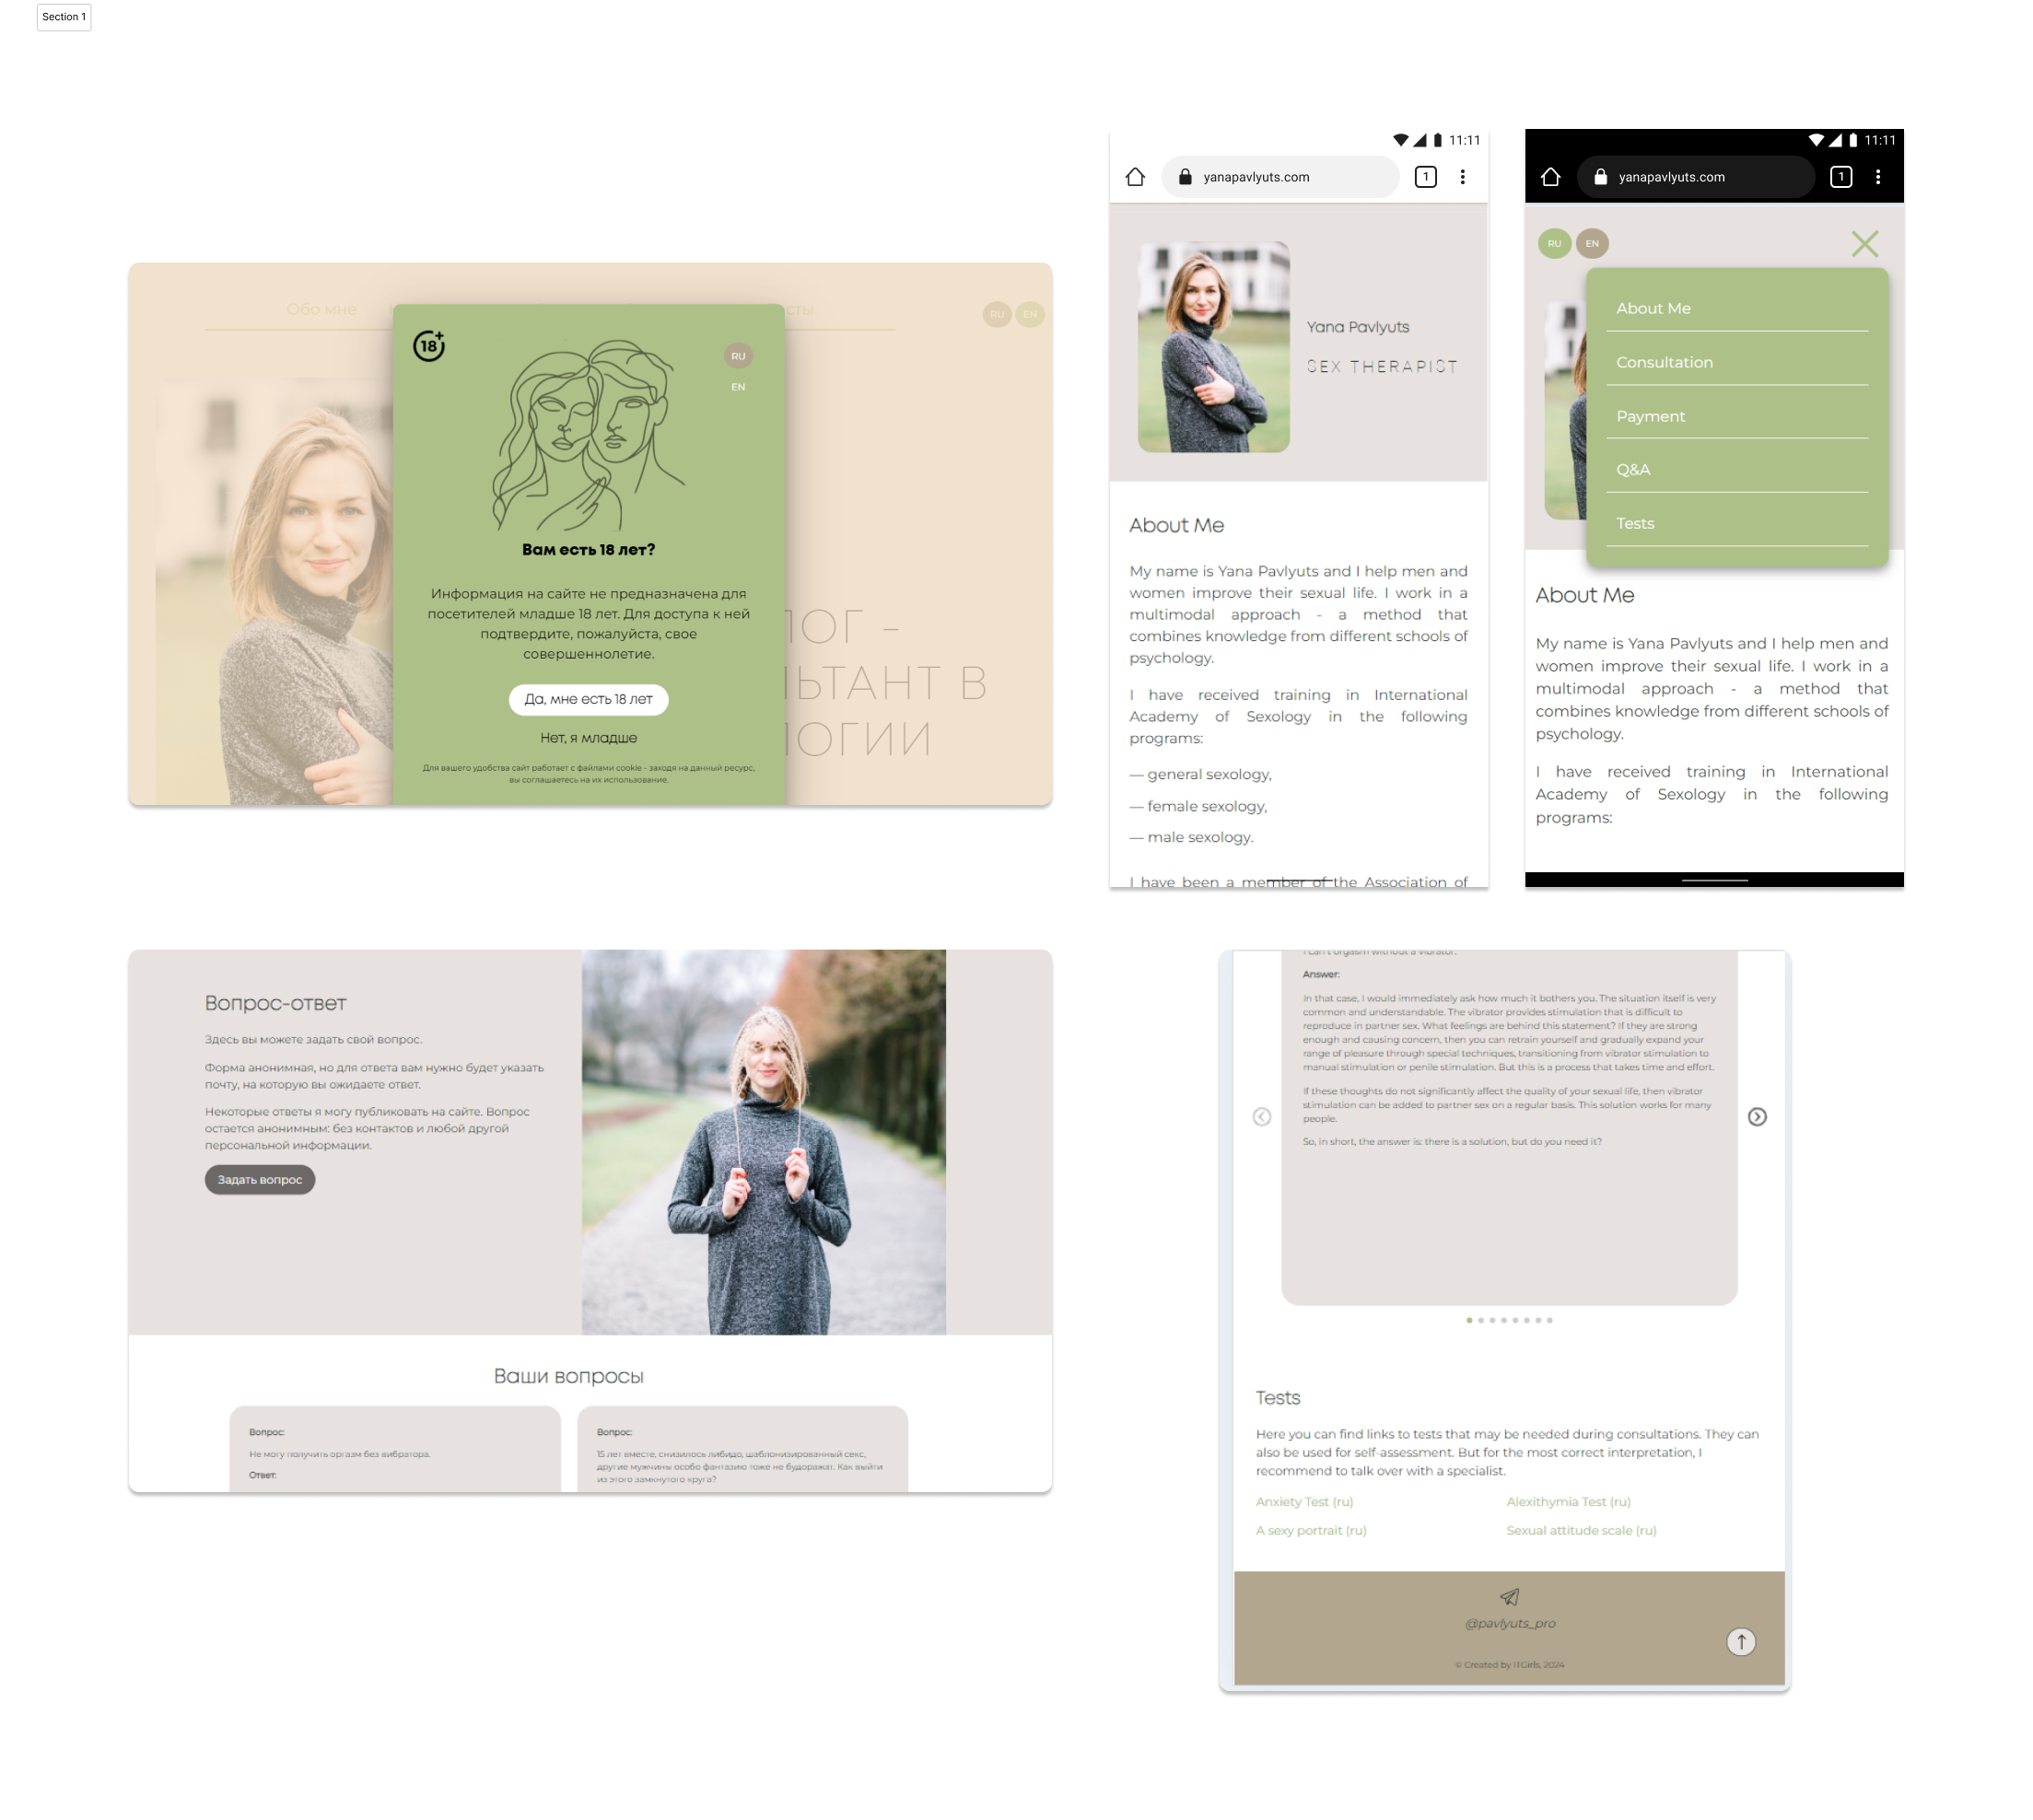 Section 1
Обо мне
сты
RU EN
18+
RU
EN
Вам есть 18 лет?
Информация на сайте не предназначена для
посетителей младше 18 лет. Для доступа к ней
подтвердите, пожалуйста, свое
совершеннолетие.
Да, мне есть 18 лет
Нет, я младше
Для вашего удобства сайт работает с файлами cookie - заходя на данный ресурс,
вы соглашаетесь на их использование.
ЛОГ -
ЬТАНТ В
ЛОГИИ
11:11
yanapavlyuts.com
1
Yana Pavlyuts
SEX THERAPIST
About Me
My name is Yana Pavlyuts and I help men and
women improve their sexual life. I work in a
multimodal approach - a method that
combines knowledge from different schools of
psychology.
I have received training in International
Academy of Sexology in the following
programs:
— general sexology,
— female sexology,
— male sexology.
I have been a member of the Association of
11:11
yanapavlyuts.com
1
RU EN
About Me
Consultation
Payment
Q&A
Tests
About Me
My name is Yana Pavlyuts and I help men and
women improve their sexual life. I work in a
multimodal approach - a method that
combines knowledge from different schools of
psychology.
I have received training in International
Academy of Sexology in the following
programs:
Вопрос-ответ
Здесь вы можете задать свой вопрос.
Форма анонимная, но для ответа вам нужно будет указать
почту, на которую вы ожидаете ответ.
Некоторые ответы я могу публиковать на сайте. Вопрос
остается анонимным: без контактов и любой другой
персональной информации.
Задать вопрос
Ваши вопросы
Вопрос:
Не могу получить оргазм без вибратора.
Ответ:
Вопрос:
15 лет вместе, снизилось либидо, шаблонизированный секс,
другие мужчины особо фантазию тоже не будоражат. Как выйти
из этого замкнутого круга?
I can't orgasm without a vibrator.
Answer:
In that case, I would immediately ask how much it bothers you. The situation itself is very
common and understandable. The vibrator provides stimulation that is difficult to
reproduce in partner sex. What feelings are behind this statement? If they are strong
enough and causing concern, then you can retrain yourself and gradually expand your
range of pleasure through special techniques, transitioning from vibrator stimulation to
manual stimulation or penile stimulation. But this is a process that takes time and effort.
If these thoughts do not significantly affect the quality of your sexual life, then vibrator
stimulation can be added to partner sex on a regular basis. This solution works for many
people.
So, in short, the answer is: there is a solution, but do you need it?
Tests
Here you can find links to tests that may be needed during consultations. They can
also be used for self-assessment. But for the most correct interpretation, I
recommend to talk over with a specialist.
Anxiety Test (ru)
Alexithymia Test (ru)
A sexy portrait (ru)
Sexual attitude scale (ru)
@pavlyuts_pro
© Created by ITGirls, 2024